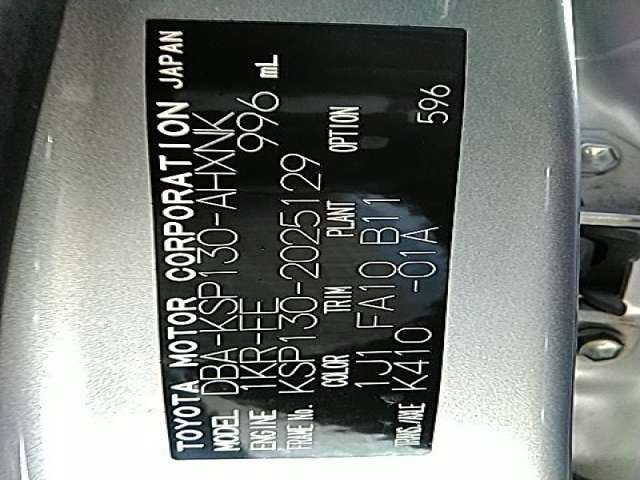 TOYOTA MOTOR CORPORATION JAPAN
MODEL DBA-KSP130-AHXNK
ENGINE 1KR-FE 996 mL
FRAME No. KSP130-2025129
COLOR TRIM PLANT OPTION
1J1 FA10 B11
TRANS./AXLE K410 -01A 596